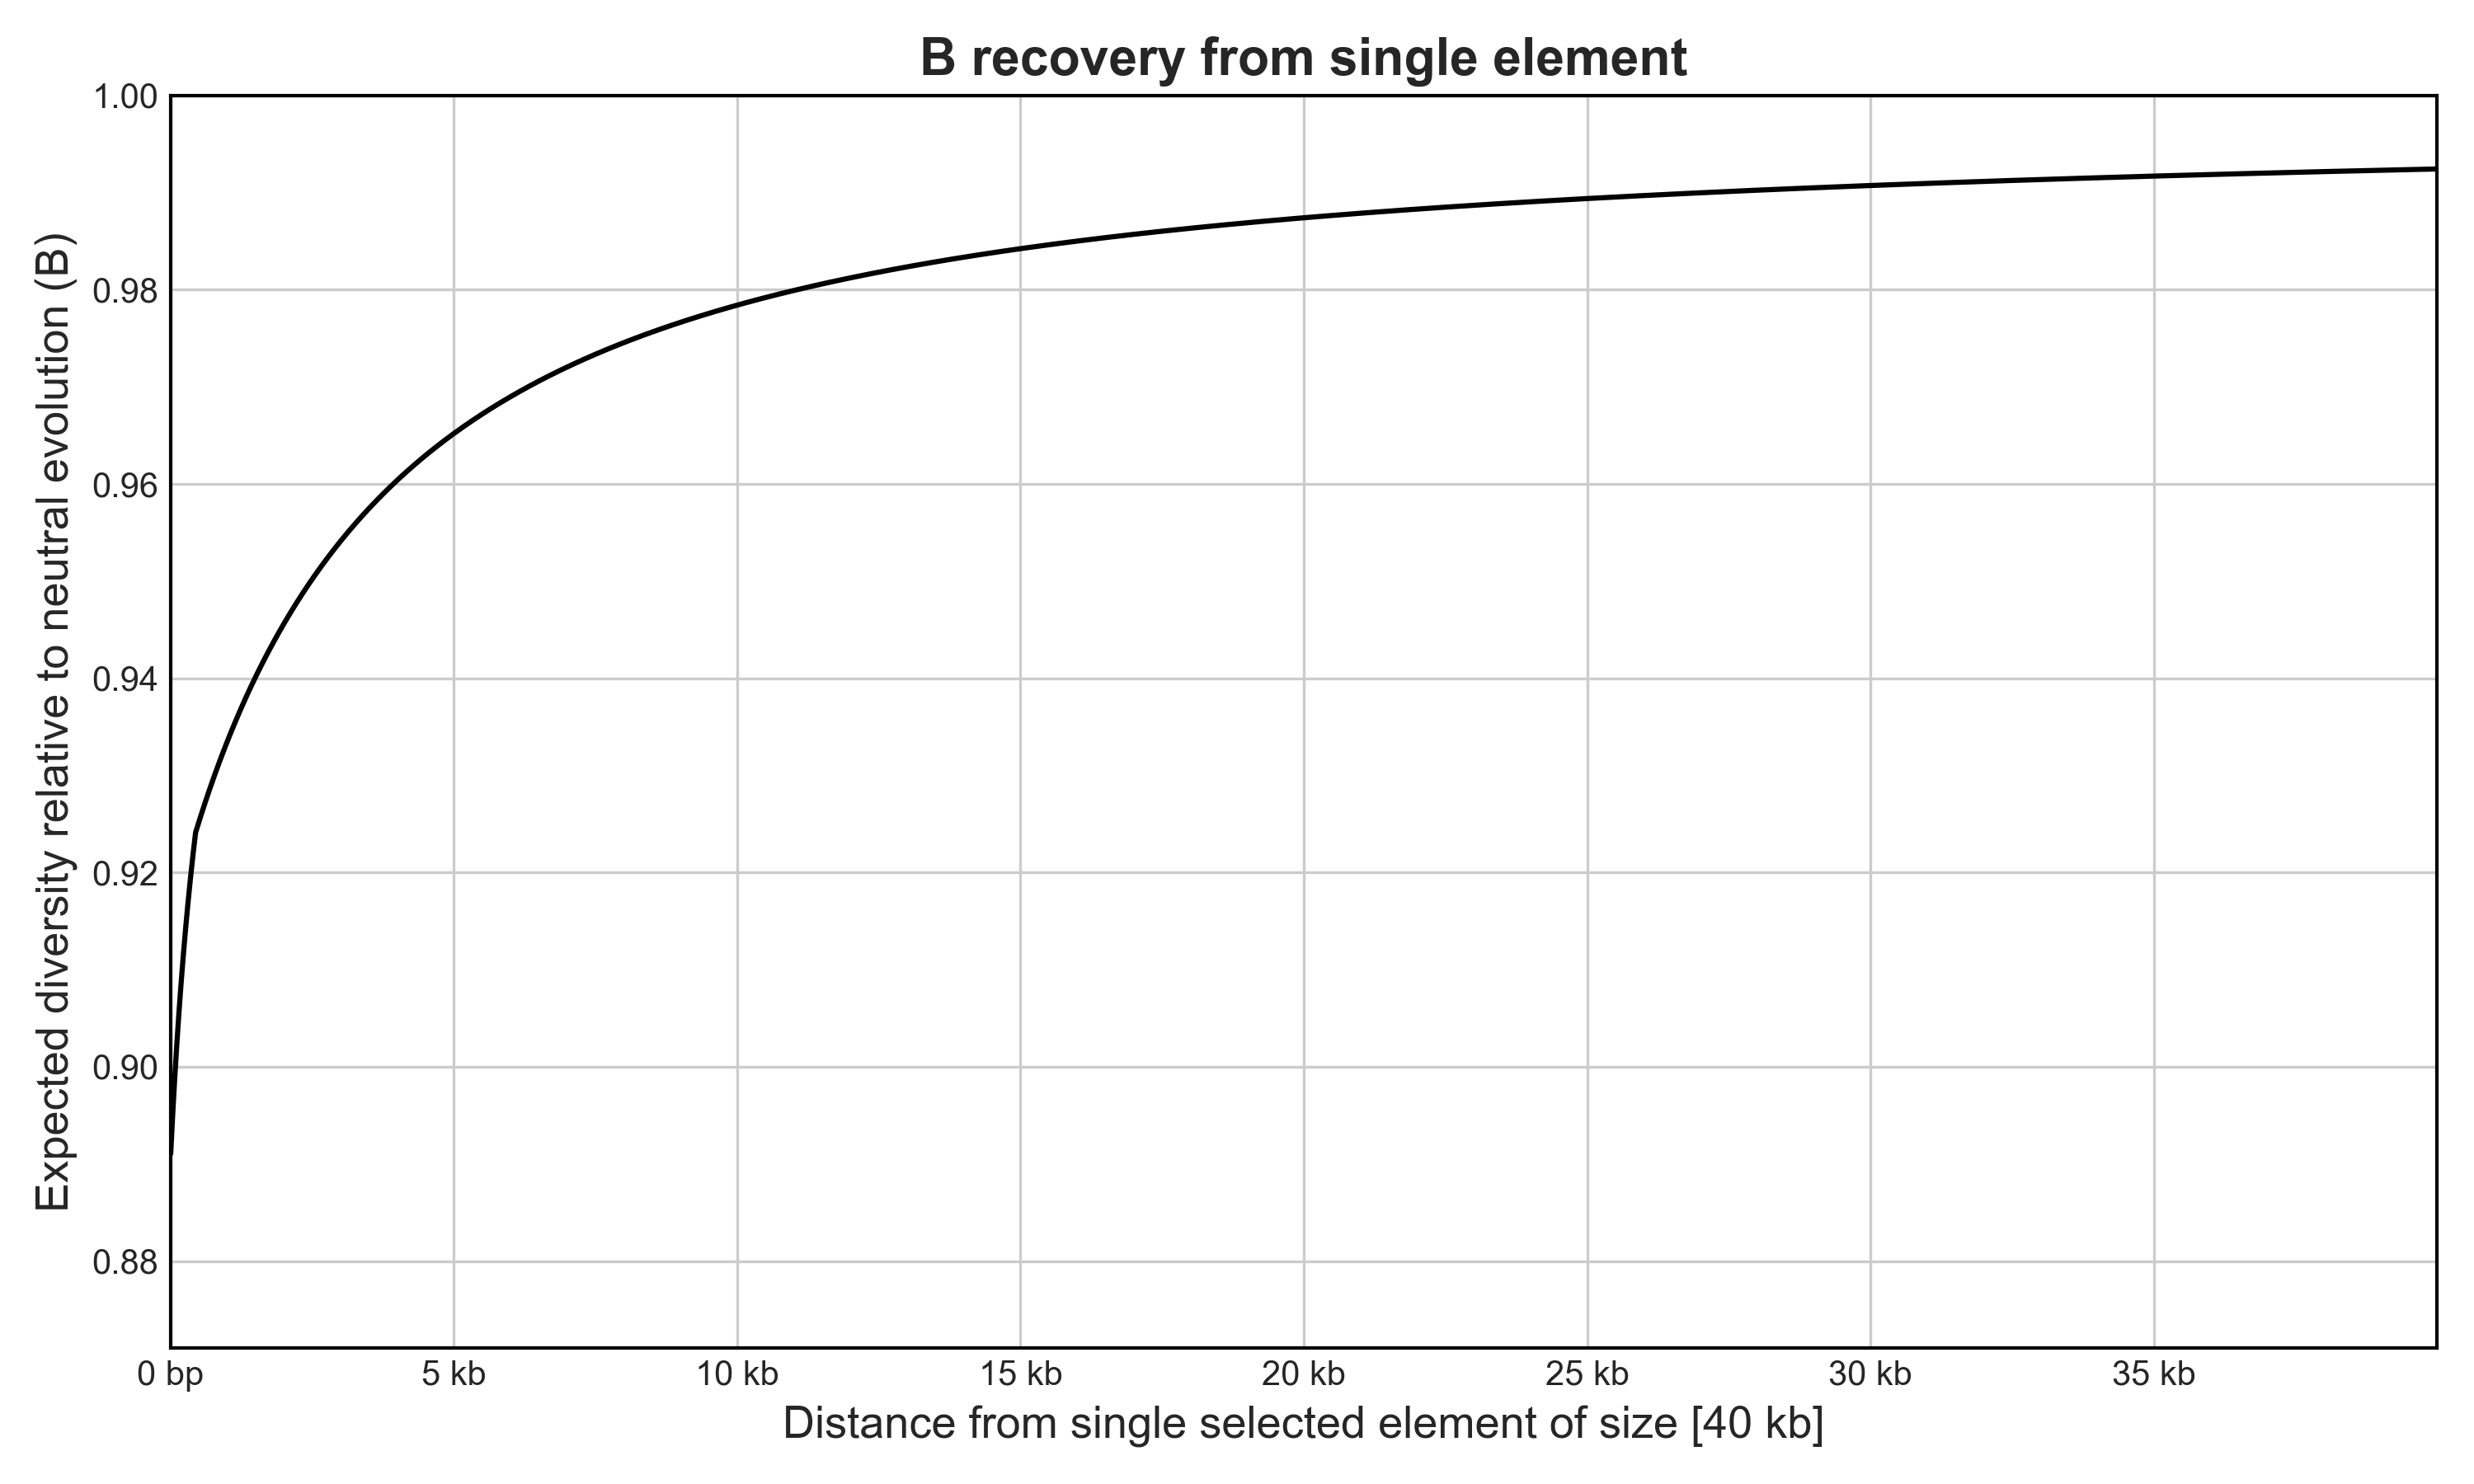 B recovery from single element
Expected diversity relative to neutral evolution (B)
1.00
0.98
0.96
0.94
0.92
0.90
0.88
0 bp
5 kb
10 kb
15 kb
20 kb
25 kb
30 kb
35 kb
Distance from single selected element of size [40 kb]